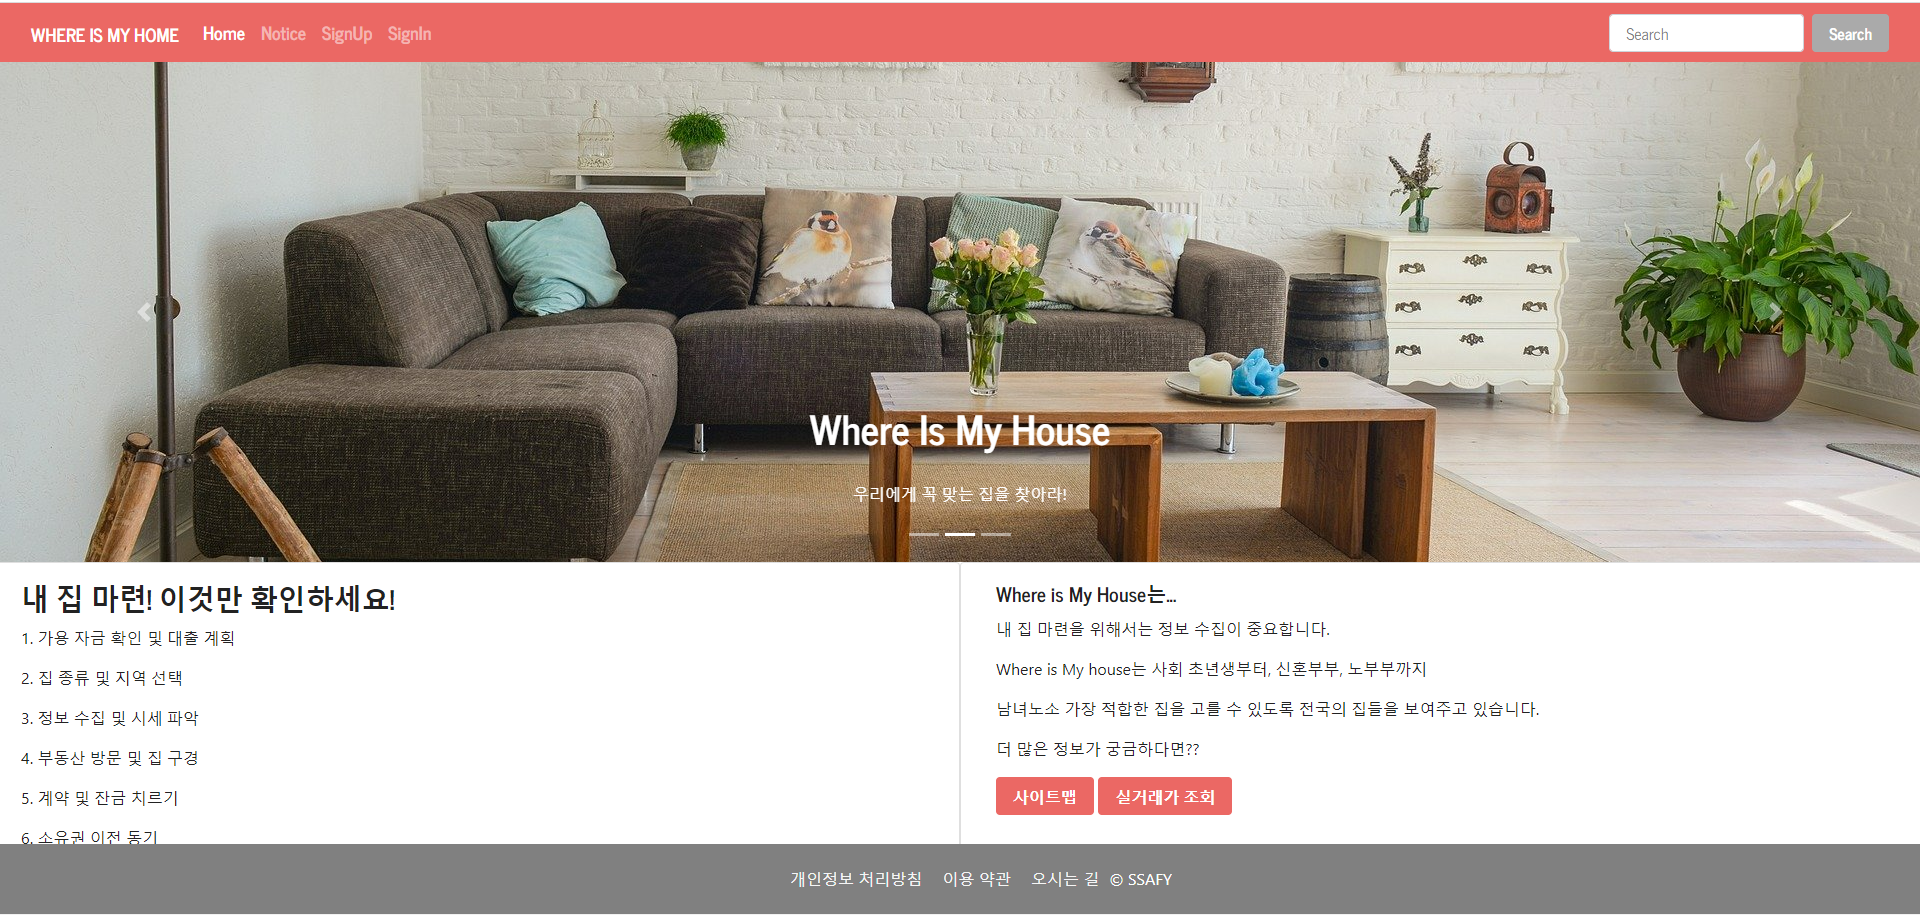 WHERE IS MY HOME Home Notice SignUp SignIn Search Search
Where Is My House
우리에게 꼭 맞는 집을 찾아라!
내 집 마련! 이것만 확인하세요!
1. 가용 자금 확인 및 대출 계획
2. 집 종류 및 지역 선택
3. 정보 수집 및 시세 파악
4. 부동산 방문 및 집 구경
5. 계약 및 잔금 치르기
6. 소유권 이전 등기
Where is My House는...
내 집 마련을 위해서는 정보 수집이 중요합니다.
Where is My house는 사회 초년생부터, 신혼부부, 노부부까지
남녀노소 가장 적합한 집을 고를 수 있도록 전국의 집들을 보여주고 있습니다.
더 많은 정보가 궁금하다면??
사이트맵 실거래가 조회
개인정보 처리방침 이용 약관 오시는 길 © SSAFY